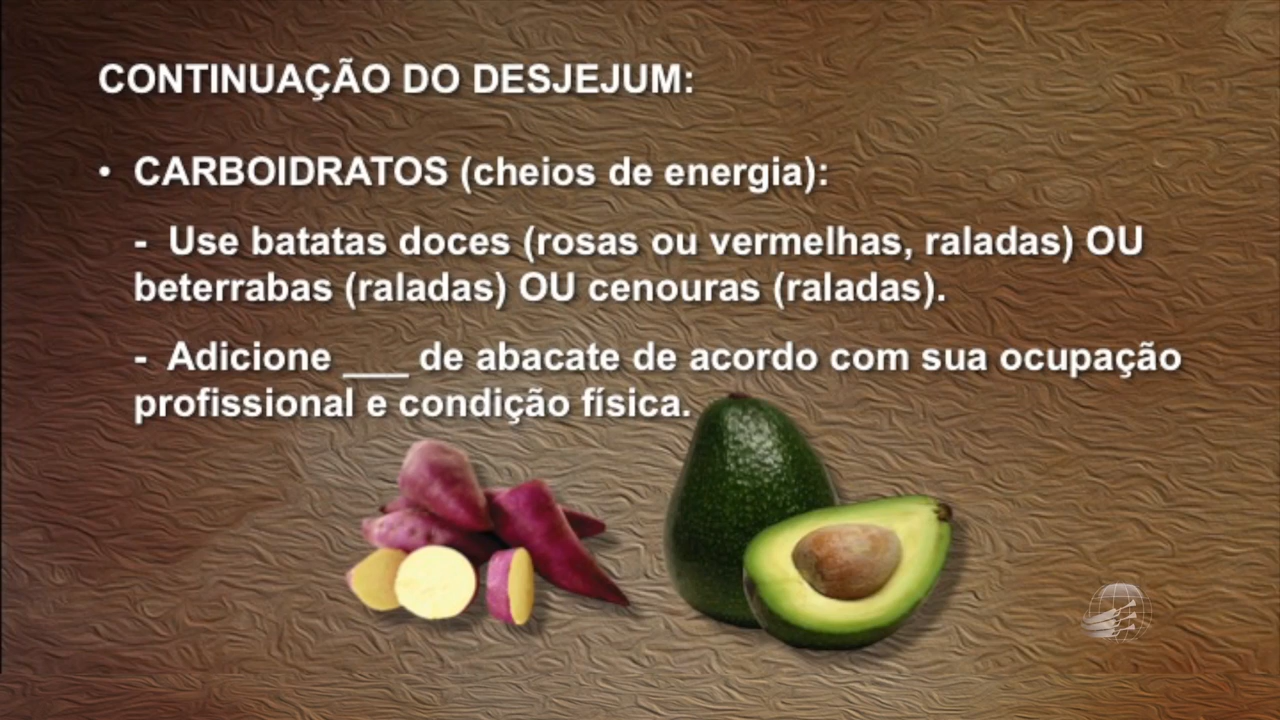 CONTINUAÇÃO DO DESJEJUM:
• CARBOIDRATOS (cheios de energia):
- Use batatas doces (rosas ou vermelhas, raladas) OU
beterrabas (raladas) OU cenouras (raladas).
- Adicione ___ de abacate de acordo com sua ocupação
profissional e condição física.